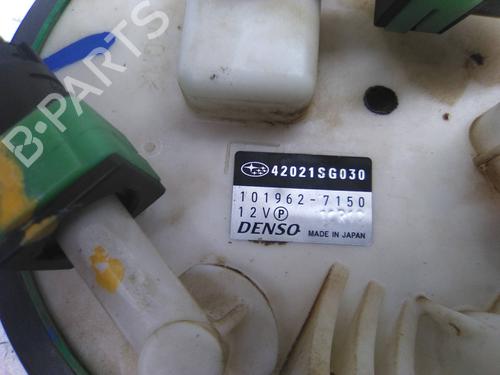 B-PARTS
42021SG030
101962-7150
12V P
DENSO MADE IN JAPAN